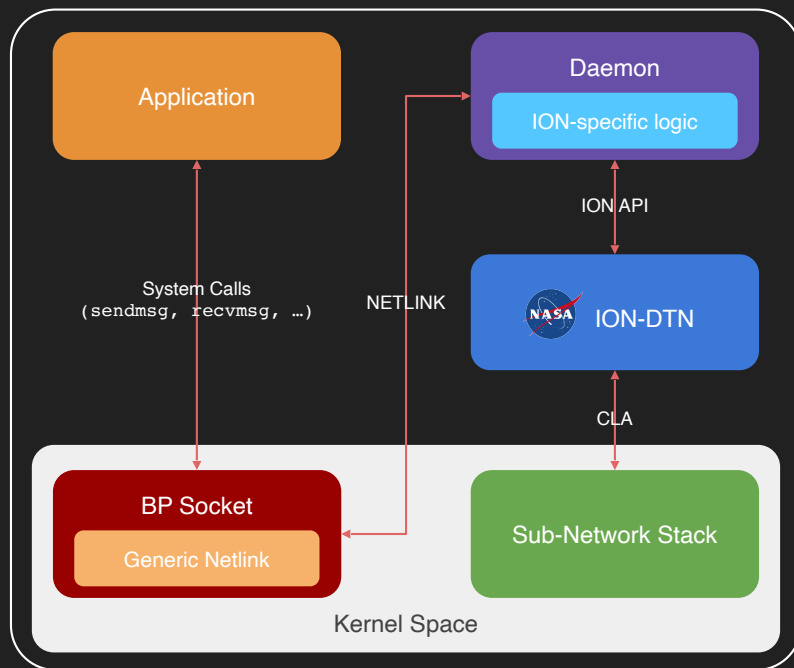 Application
Daemon
ION-specific logic
ION API
System Calls
(sendmsg, recvmsg, …)
NETLINK
NASA
ION-DTN
CLA
BP Socket
Generic Netlink
Sub-Network Stack
Kernel Space